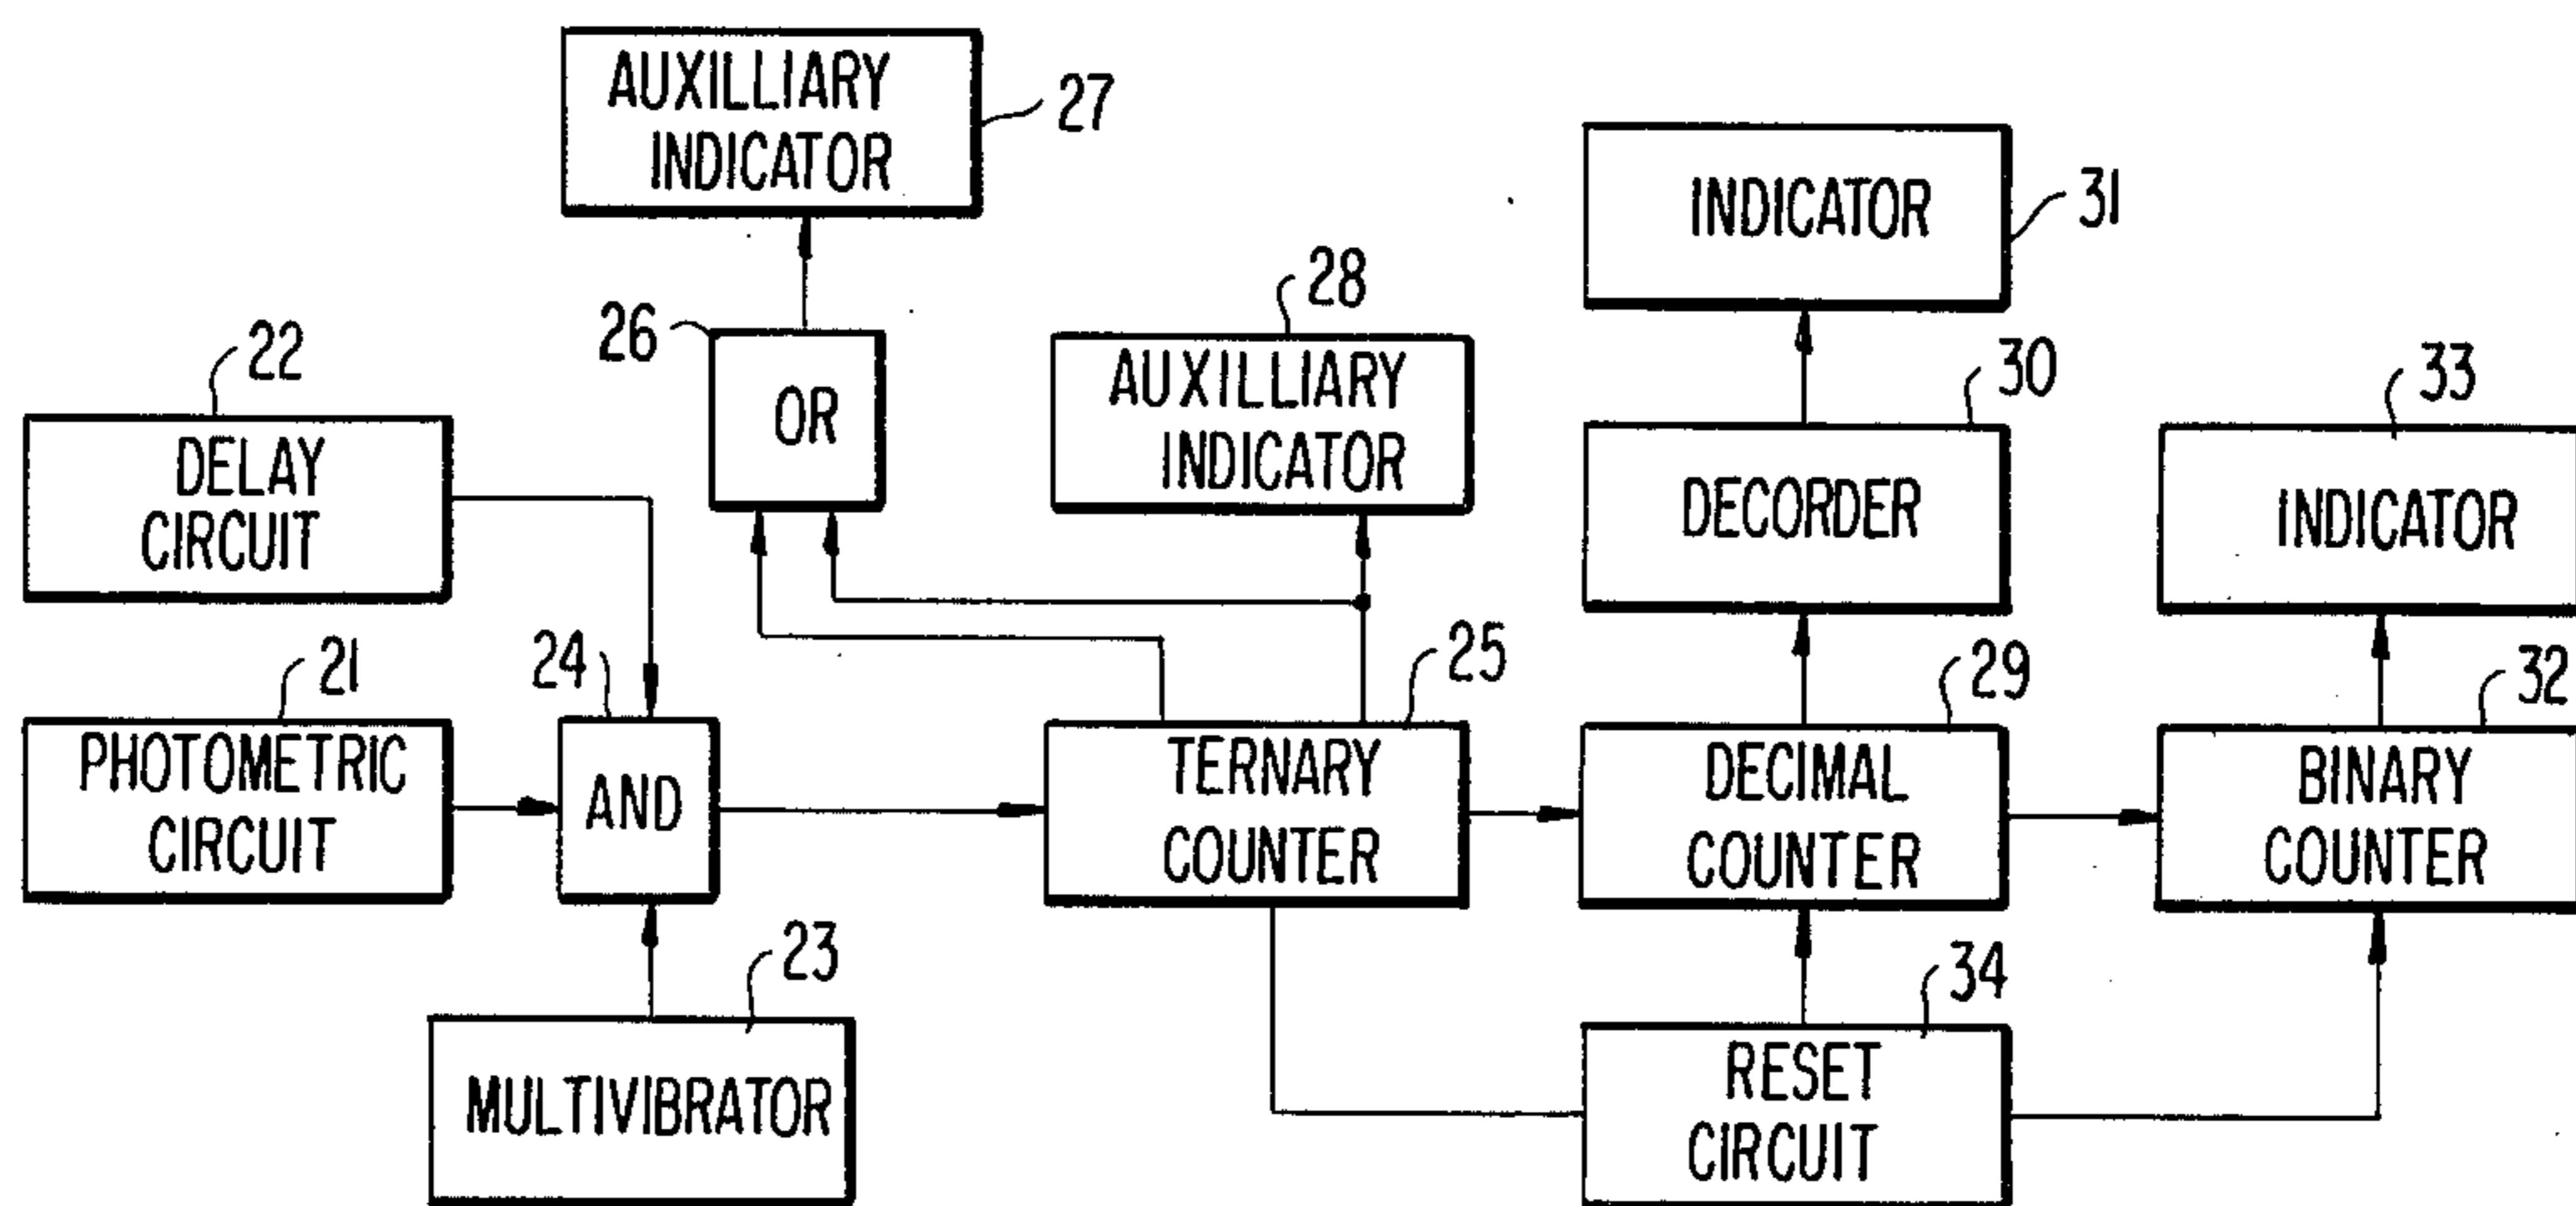 AUXILLIARY
INDICATOR
27
INDICATOR
31
26
OR
28
AUXILLIARY
INDICATOR
22
DELAY
CIRCUIT
30
DECORDER
33
INDICATOR
21
PHOTOMETRIC
CIRCUIT
24
AND
25
TERNARY
COUNTER
29
DECIMAL
COUNTER
32
BINARY
COUNTER
23
MULTIVIBRATOR
34
RESET
CIRCUIT